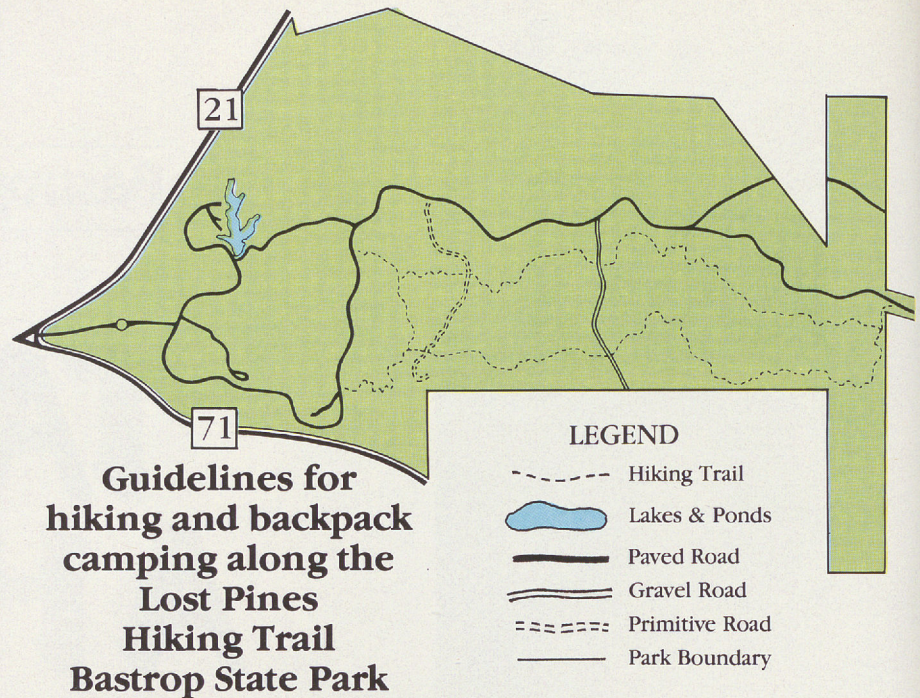 21
71
Guidelines for
hiking and backpack
camping along the
Lost Pines
Hiking Trail
Bastrop State Park
LEGEND
Hiking Trail
Lakes & Ponds
Paved Road
Gravel Road
Primitive Road
Park Boundary